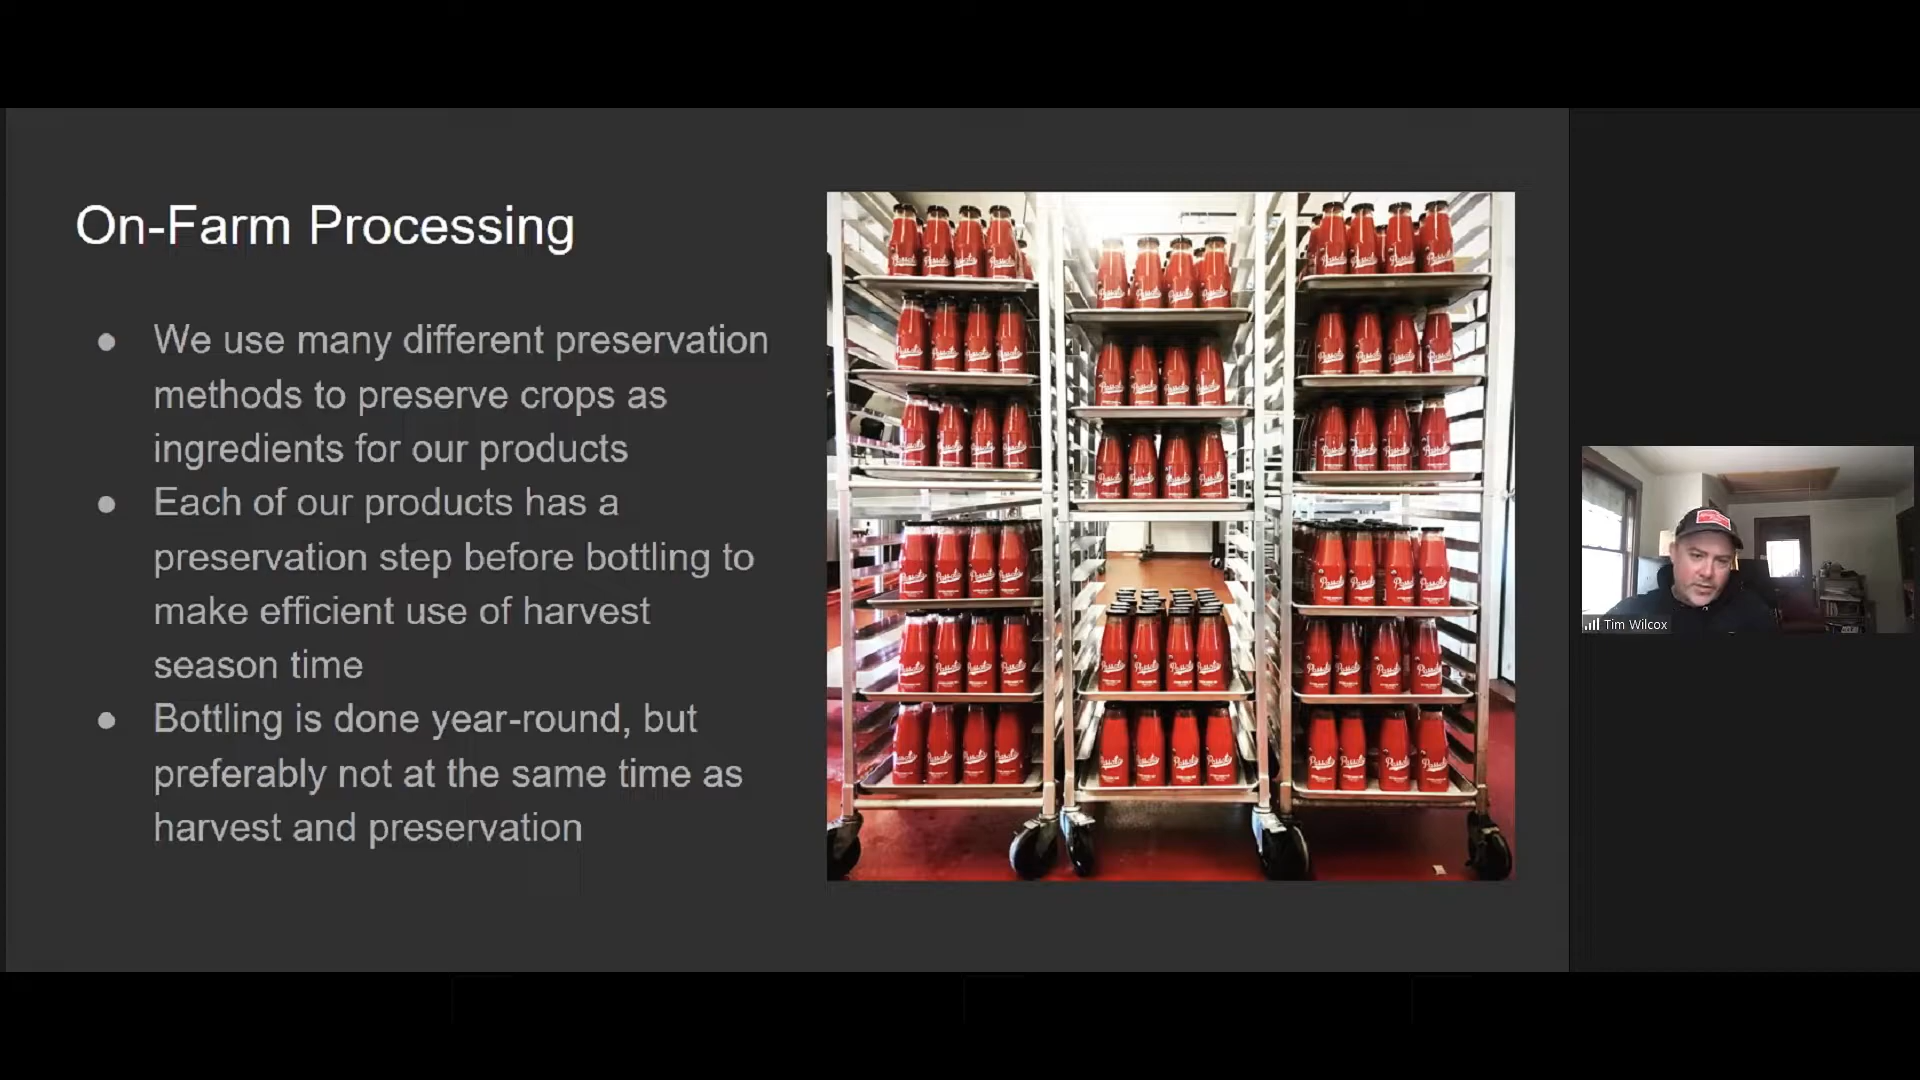 On-Farm Processing
● We use many different preservation
methods to preserve crops as
ingredients for our products
● Each of our products has a
preservation step before bottling to
make efficient use of harvest
season time
● Bottling is done year-round, but
preferably not at the same time as
harvest and preservation
Tim Wilcox